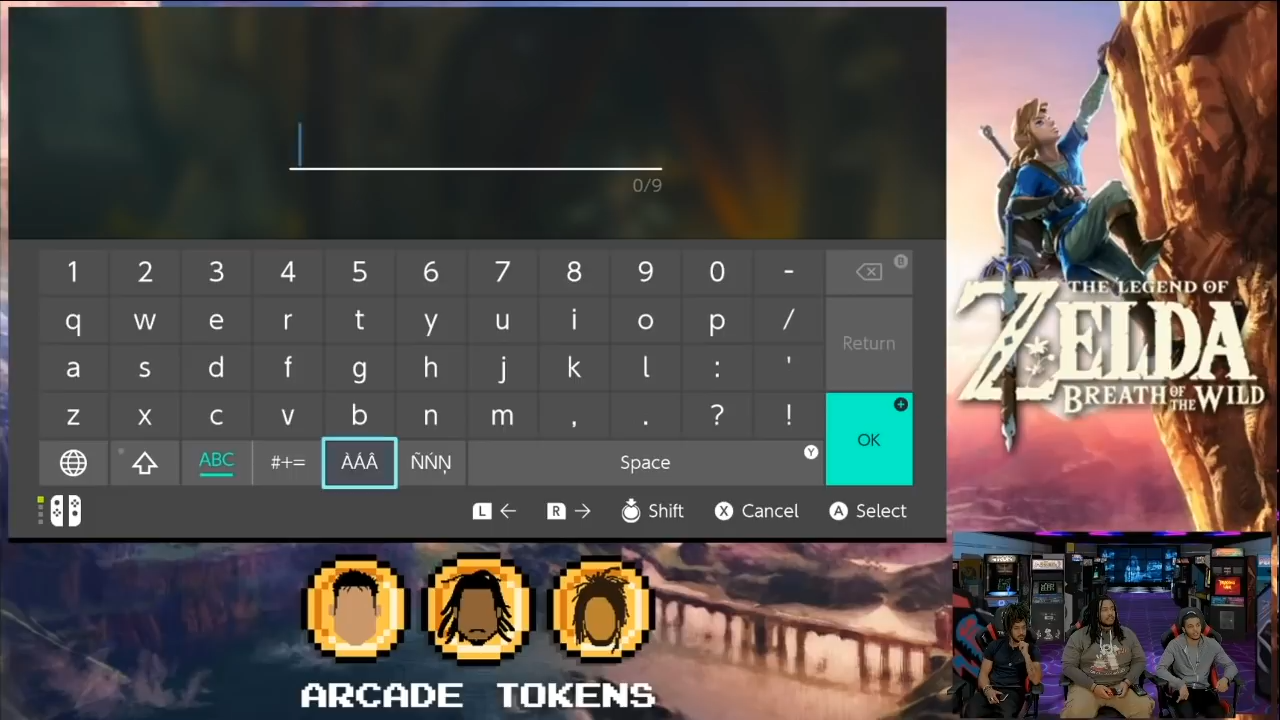 0/9
1 2 3 4 5 6 7 8 9 0 -
q w e r t y u i o p /
a s d f g h j k l : '
z x c v b n m , . ? !
Return
OK
ABC #+= ÀÁÂ ÑŃŅ Space
L ← R → Shift X Cancel A Select
B
+
Y
THE LEGEND OF
ZELDA
BREATH OF THE WILD
ARCADE TOKENS